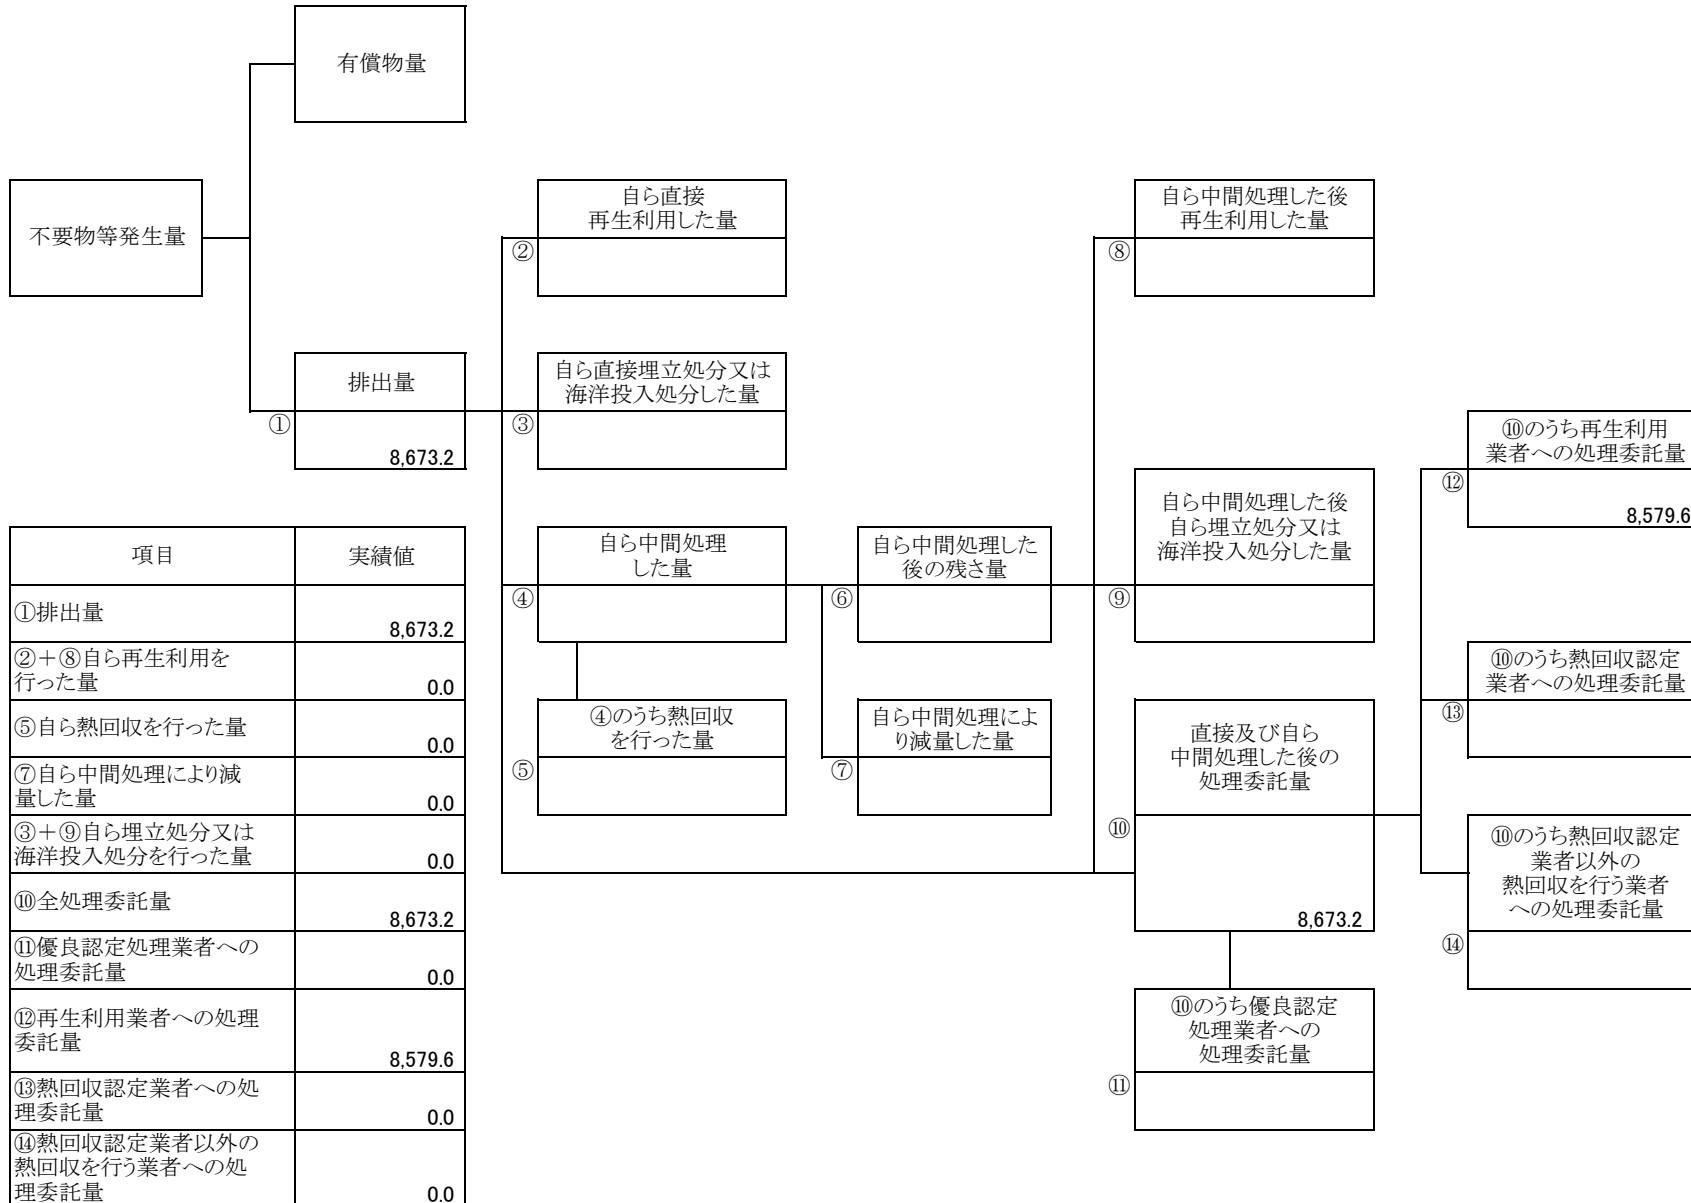 有償物量
不要物等発生量
自ら直接
再生利用した量
②
自ら中間処理した後
再生利用した量
⑧
排出量
①
8,673.2
自ら直接埋立処分又は
海洋投入処分した量
③
⑩のうち再生利用
業者への処理委託量
⑫
8,579.6
自ら中間処理
した量
④
自ら中間処理した
後の残さ量
⑥
自ら中間処理した後
自ら埋立処分又は
海洋投入処分した量
⑨
⑩のうち熱回収認定
業者への処理委託量
⑬
④のうち熱回収
を行った量
⑤
自ら中間処理によ
り減量した量
⑦
直接及び自ら
中間処理した後の
処理委託量
⑩
8,673.2
⑩のうち熱回収認定
業者以外の
熱回収を行う業者
への処理委託量
⑭
⑩のうち優良認定
処理業者への
処理委託量
⑪
項目 実績値
①排出量
8,673.2
②＋⑧自ら再生利用を
行った量
0.0
⑤自ら熱回収を行った量
0.0
⑦自ら中間処理により減
量した量
0.0
③＋⑨自ら埋立処分又は
海洋投入処分を行った量
0.0
⑩全処理委託量
8,673.2
⑪優良認定処理業者への
処理委託量
0.0
⑫再生利用業者への処理
委託量
8,579.6
⑬熱回収認定業者への処
理委託量
0.0
⑭熱回収認定業者以外の
熱回収を行う業者への処
理委託量
0.0